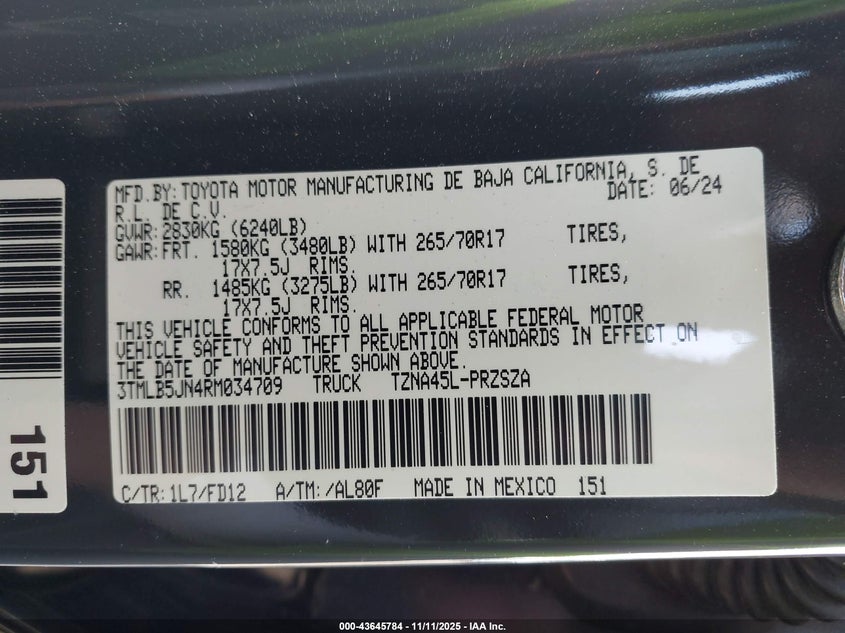 MFD.BY:TOYOTA MOTOR MANUFACTURING DE BAJA CALIFORNIA, S. DE
R.L. DE C.V. DATE: 06/24
GVWR:2830KG (6240LB)
GAWR:FRT. 1580KG (3480LB) WITH 265/70R17 TIRES,
17X7.5J RIMS.
RR. 1485KG (3275LB) WITH 265/70R17 TIRES,
17X7.5J RIMS.
THIS VEHICLE CONFORMS TO ALL APPLICABLE FEDERAL MOTOR
VEHICLE SAFETY AND THEFT PREVENTION STANDARDS IN EFFECT ON
THE DATE OF MANUFACTURE SHOWN ABOVE.
3TMLB5JN4RM034709 TRUCK TZNA45L-PRZSZA
C/TR:1L7/FD12 A/TM:/AL80F MADE IN MEXICO 151
151
000-43645784 - 11/11/2025 - IAA Inc.